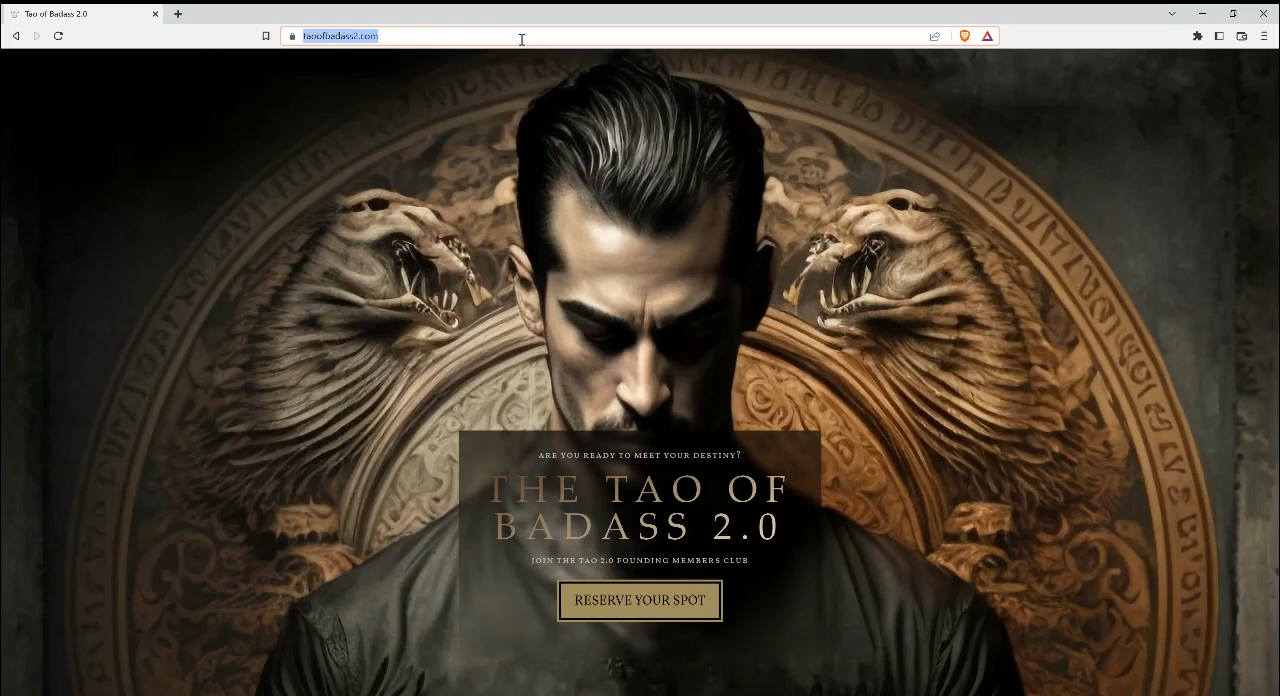 Tao of Badass 2.0
taoofbadass2.com
ARE YOU READY TO MEET YOUR DESTINY?
THE TAO OF
BADASS 2.0
JOIN THE TAO 2.0 FOUNDING MEMBERS CLUB
RESERVE YOUR SPOT